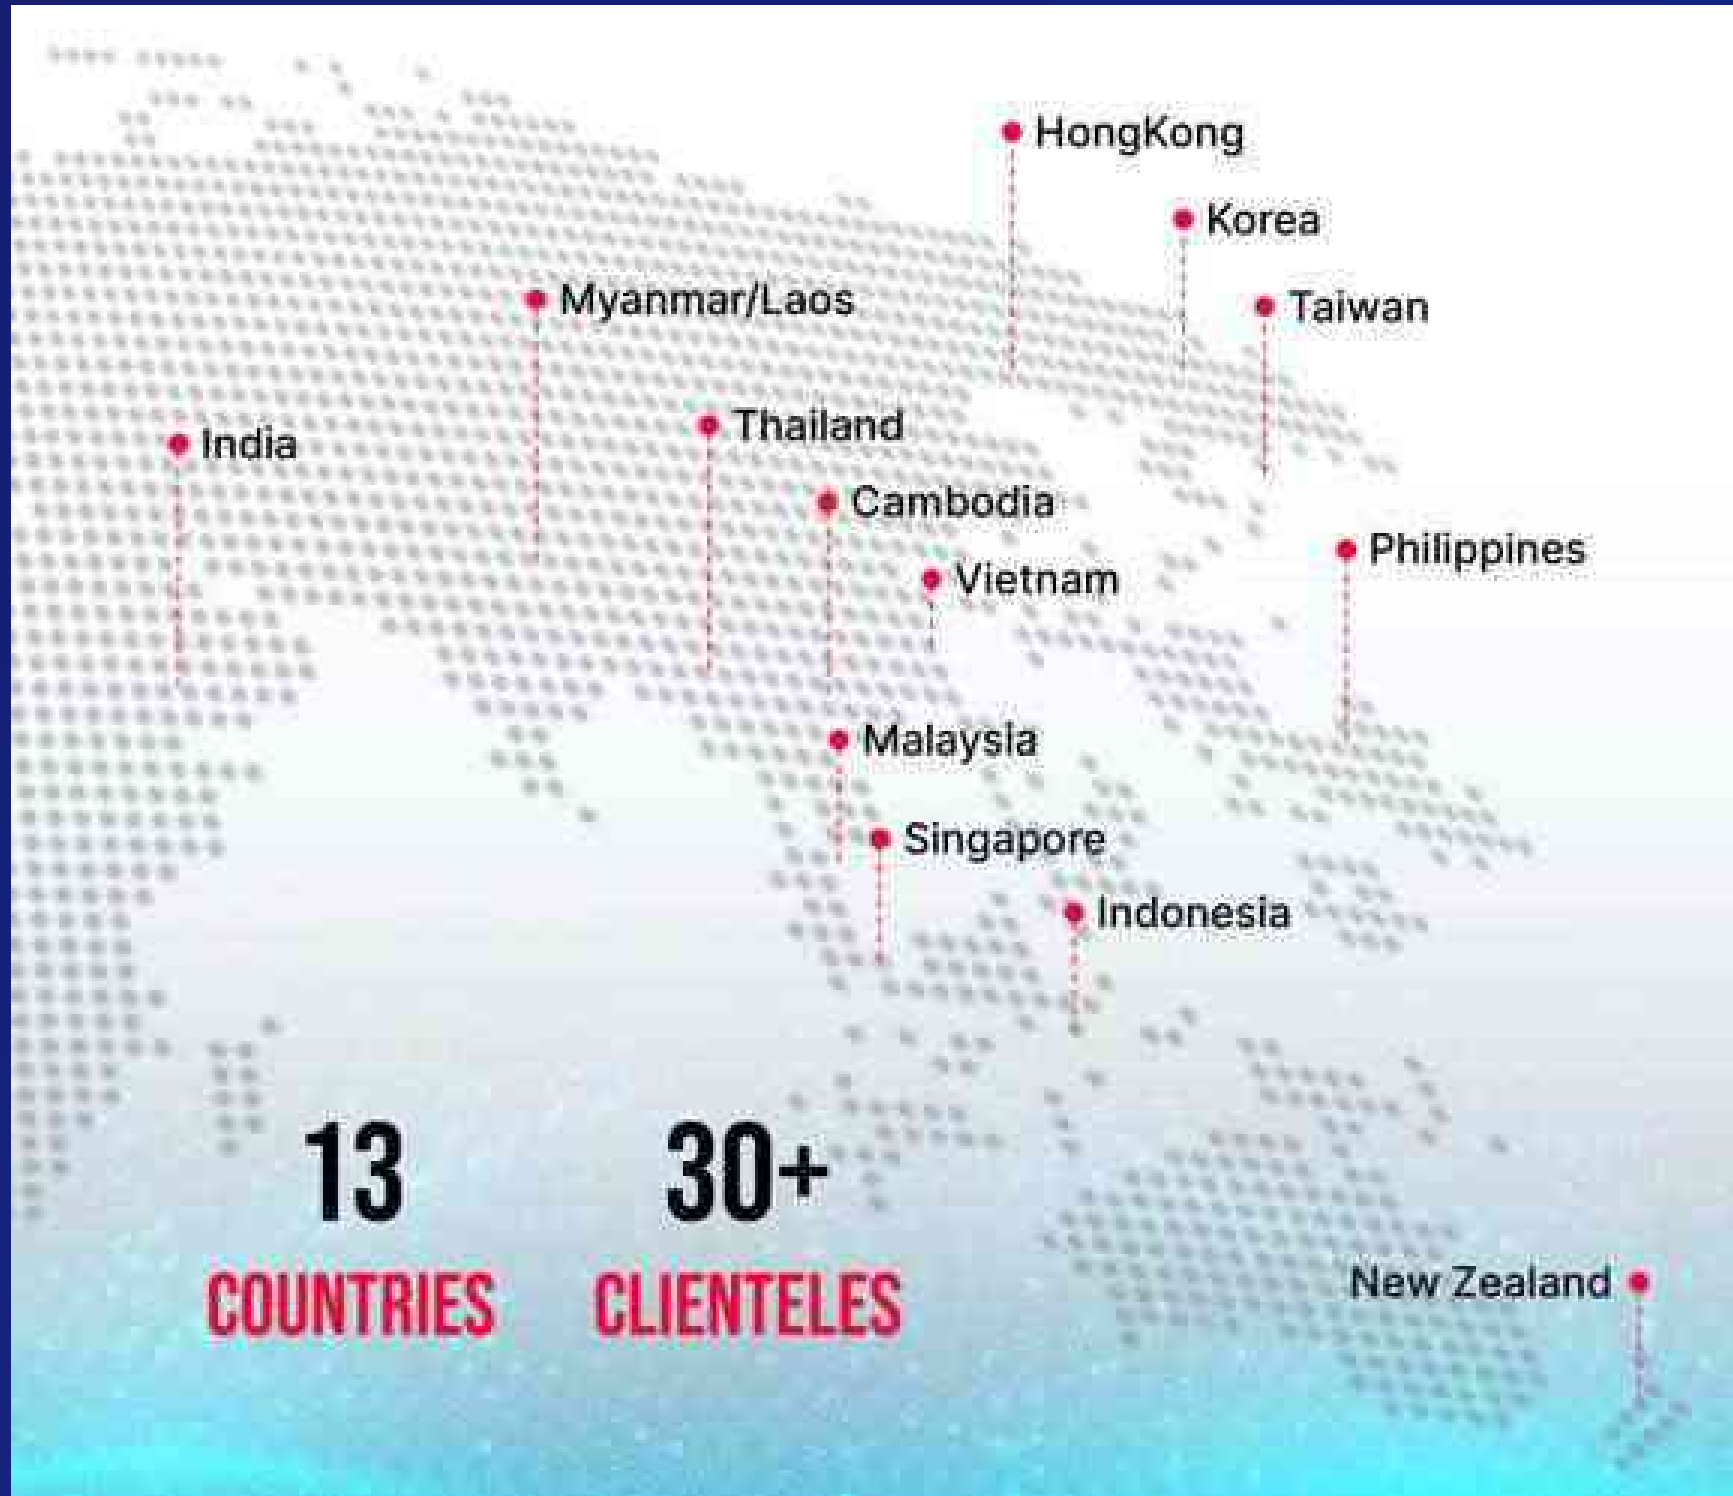 HongKong
Korea
Myanmar/Laos
Taiwan
Thailand
India
Cambodia
Philippines
Vietnam
Malaysia
Singapore
Indonesia
13
COUNTRIES
30+
CLIENTELES
New Zealand